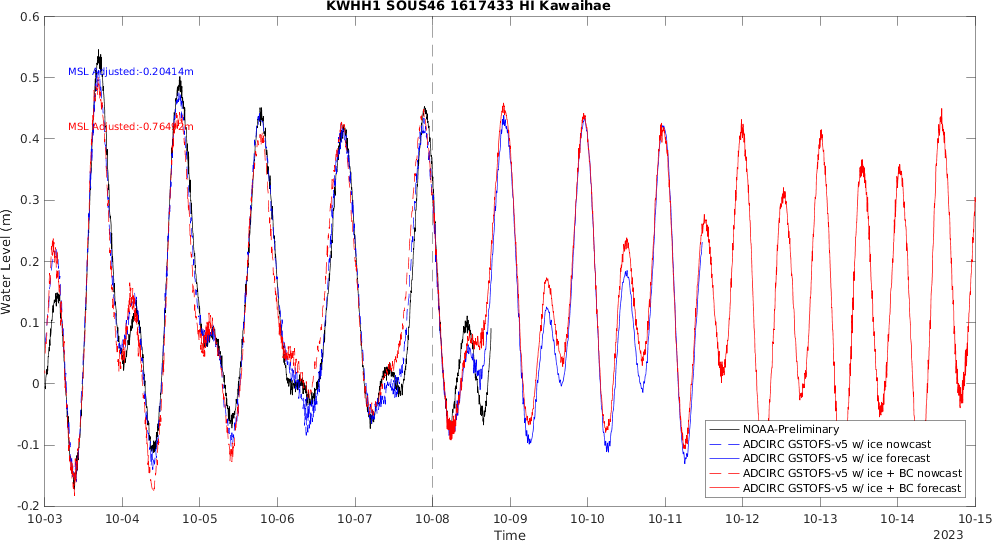 KWHH1 SOUS46 1617433 HI Kawaihae
Water Level (m)
0.6
0.5
0.4
0.3
0.2
0.1
0
-0.1
-0.2
MSL Adjusted:-0.20414m
MSL Adjusted:
NOAA-Preliminary
ADCIRC GSTOFS-v5 w/ ice nowcast
ADCIRC GSTOFS-v5 w/ ice forecast
ADCIRC GSTOFS-v5 w/ ice + BC nowcast
ADCIRC GSTOFS-v5 w/ ice + BC forecast
10-03 10-04 10-05 10-06 10-07 10-08 10-09 10-10 10-11 10-12 10-13 10-14 10-15
Time
2023